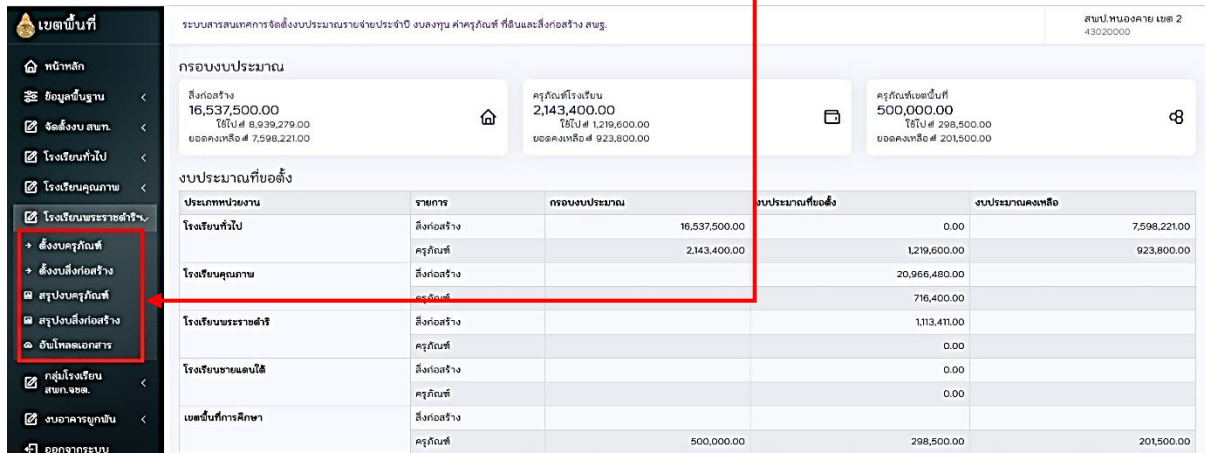 เขตพื้นที่
ระบบสารสนเทศการจัดตั้งงบประมาณรายจ่ายประจำปี งบลงทุน ค่าครุภัณฑ์ ที่ดินและสิ่งก่อสร้าง สพฐ.
สพป.หนองคาย เขต 2
43020000
หน้าหลัก
ข้อมูลพื้นฐาน
จัดตั้งงบ สพท.
โรงเรียนทั่วไป
โรงเรียนคุณภาพ
โรงเรียนพระราชดำริฯ
ตั้งงบครุภัณฑ์
ตั้งงบสิ่งก่อสร้าง
สรุปงบครุภัณฑ์
สรุปงบสิ่งก่อสร้าง
อัปโหลดเอกสาร
กลุ่มโรงเรียน
สพก.จชต.
งบอาคารผูกพัน
ออกจากระบบ
กรอบงบประมาณ
สิ่งก่อสร้าง
16,537,500.00
ใช้ไป 8,939,279.00
ยอดคงเหลือ 7,598,221.00
ครุภัณฑ์โรงเรียน
2,143,400.00
ใช้ไป 1,219,600.00
ยอดคงเหลือ 923,800.00
ครุภัณฑ์เขตพื้นที่
500,000.00
ใช้ไป 298,500.00
ยอดคงเหลือ 201,500.00
งบประมาณที่ขอตั้ง
ประเภทหน่วยงาน รายการ กรอบงบประมาณ งบประมาณที่ขอตั้ง งบประมาณคงเหลือ
โรงเรียนทั่วไป สิ่งก่อสร้าง 16,537,500.00 0.00 7,598,221.00
ครุภัณฑ์ 2,143,400.00 1,219,600.00 923,800.00
โรงเรียนคุณภาพ สิ่งก่อสร้าง 20,966,480.00
ครุภัณฑ์ 716,400.00
โรงเรียนพระราชดำริ สิ่งก่อสร้าง 1,113,411.00
ครุภัณฑ์ 0.00
โรงเรียนชายแดนใต้ สิ่งก่อสร้าง 0.00
ครุภัณฑ์ 0.00
เขตพื้นที่การศึกษา สิ่งก่อสร้าง
ครุภัณฑ์ 500,000.00 298,500.00 201,500.00